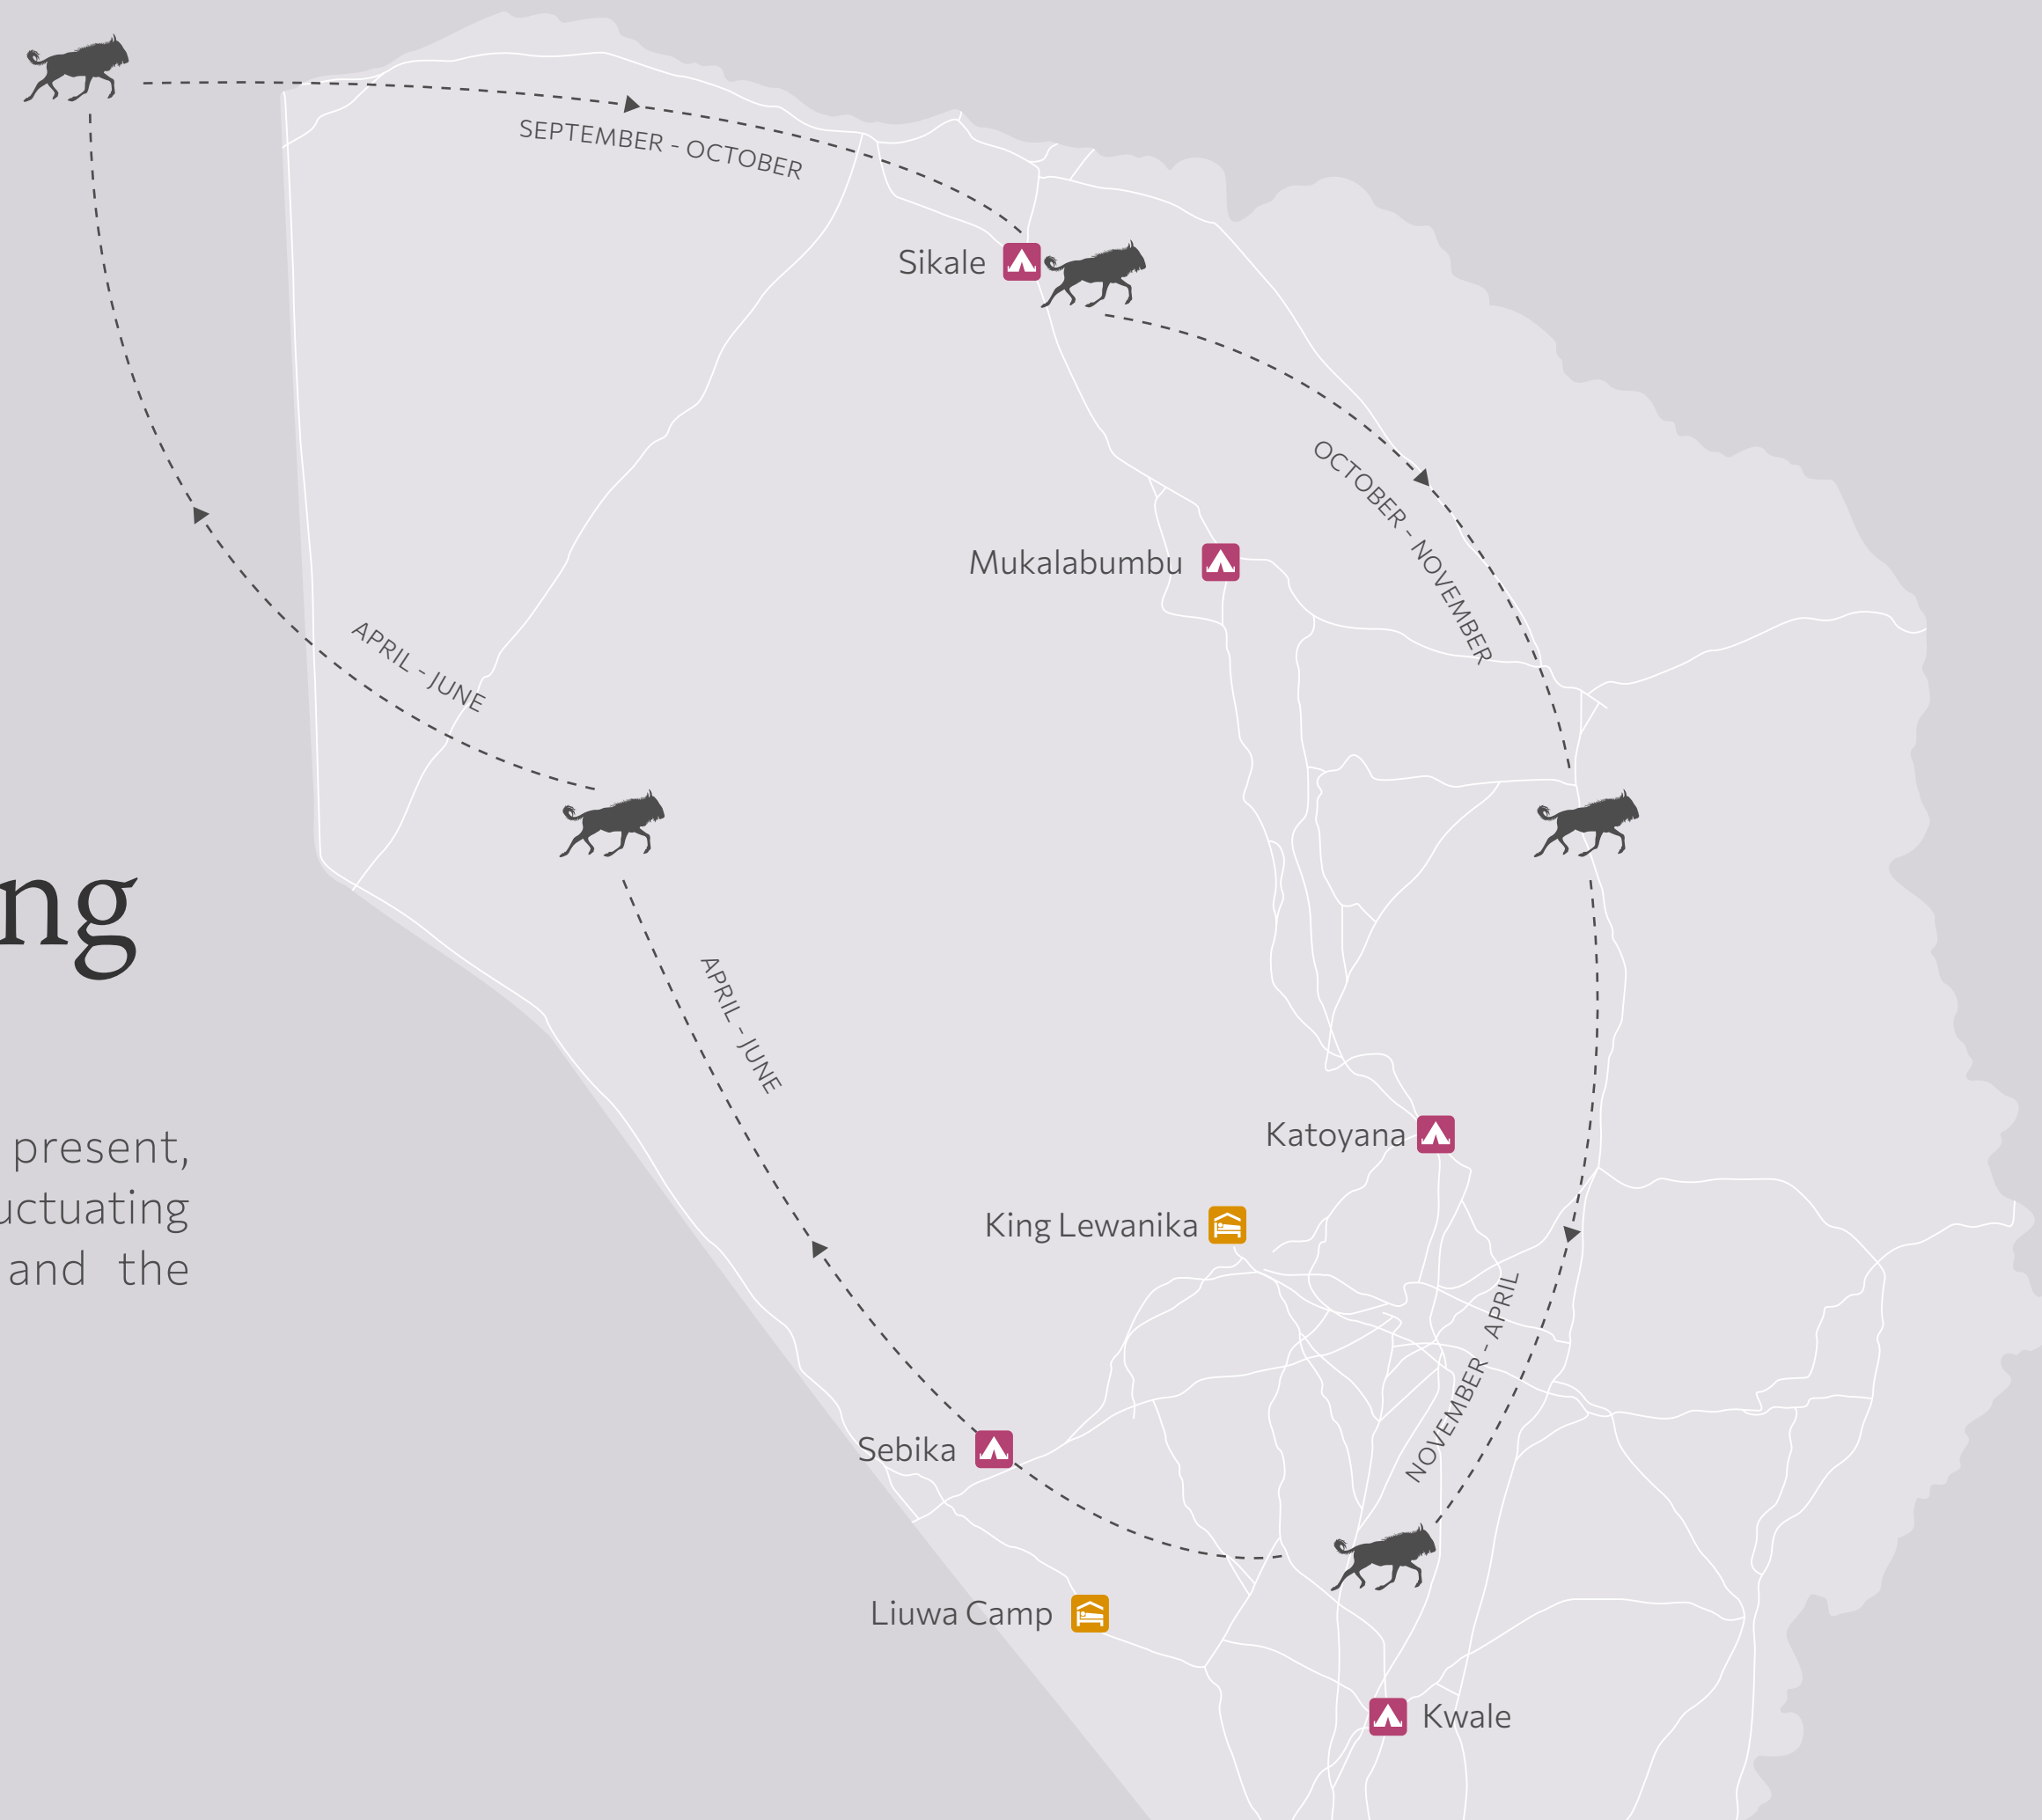 SEPTEMBER - OCTOBER
Sikale
OCTOBER - NOVEMBER
Mukalabumbu
APRIL - JUNE
ng
APRIL - JUNE
Katoyana
present,
uctuating
and the
King Lewanika
NOVEMBER - APRIL
Sebika
Liuwa Camp
Kwale